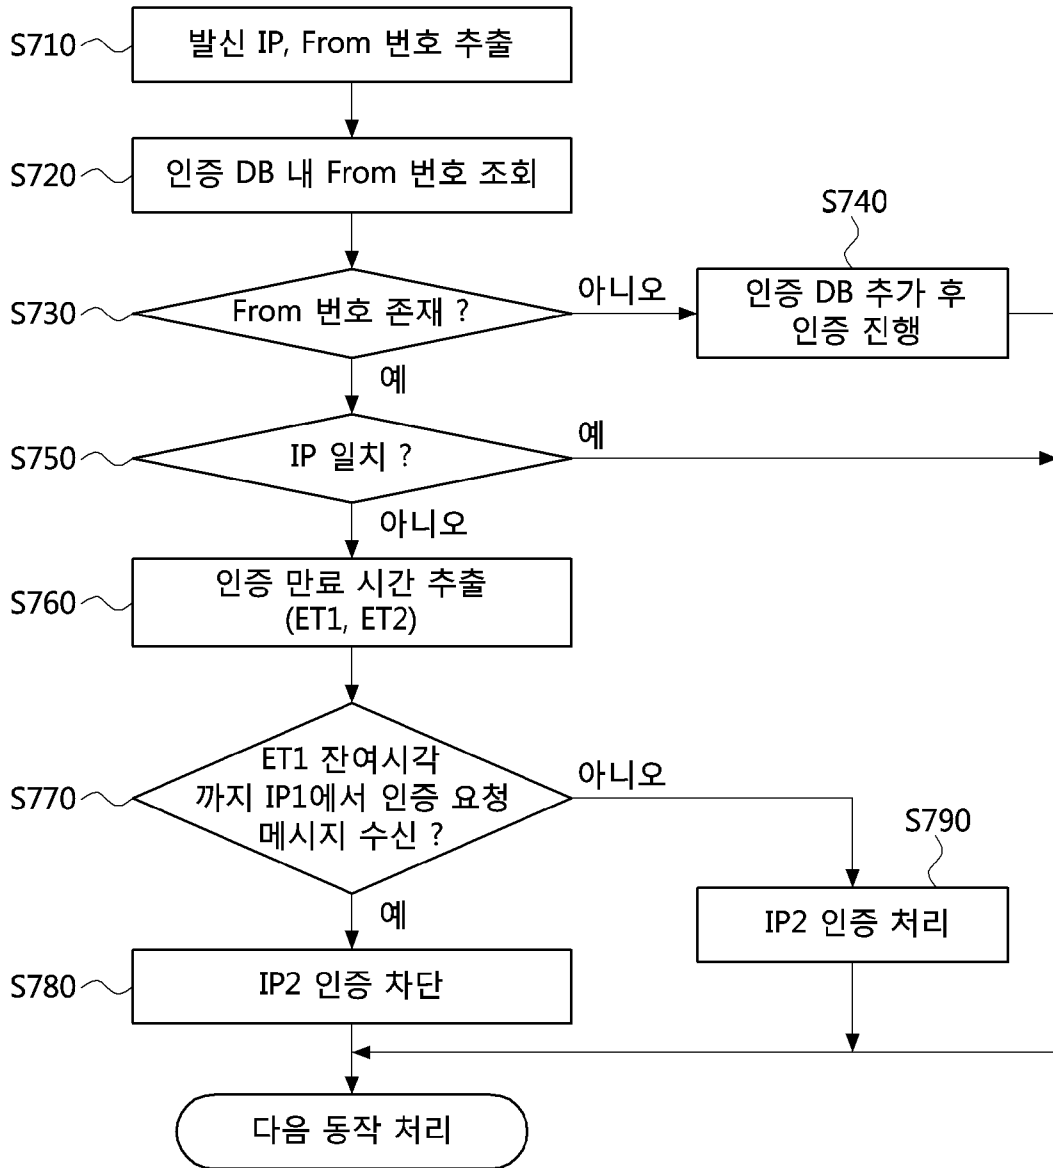 S710
발신 IP, From 번호 추출
S720
인증 DB 내 From 번호 조회
S740
S730
From 번호 존재 ?
아니오
인증 DB 추가 후
인증 진행
예
S750
IP 일치 ?
예
아니오
S760
인증 만료 시간 추출
(ET1, ET2)
S770
ET1 잔여시각
까지 IP1에서 인증 요청
메시지 수신 ?
아니오
S790
예
IP2 인증 처리
S780
IP2 인증 차단
다음 동작 처리